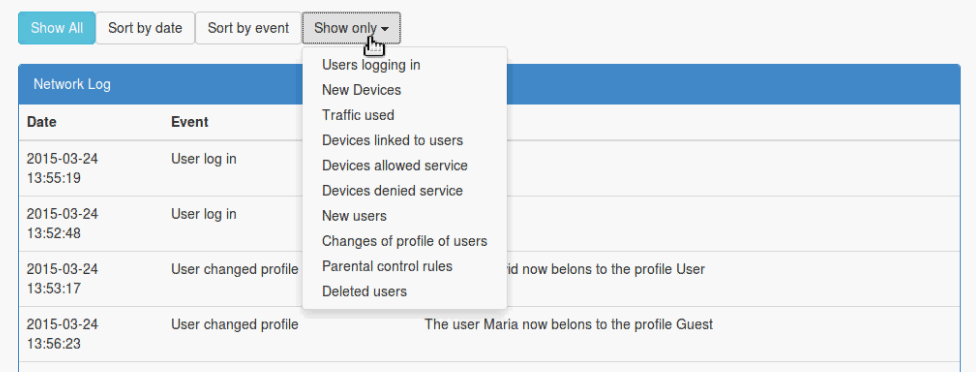 Show All Sort by date Sort by event Show only
Users logging in
New Devices
Traffic used
Devices linked to users
Devices allowed service
Devices denied service
New users
Changes of profile of users
Parental control rules
Deleted users
Network Log
Date Event
2015-03-24 User log in
13:55:19
2015-03-24 User log in
13:52:48
2015-03-24 User changed profile now belons to the profile User
13:53:17
2015-03-24 User changed profile The user Maria now belons to the profile Guest
13:56:23